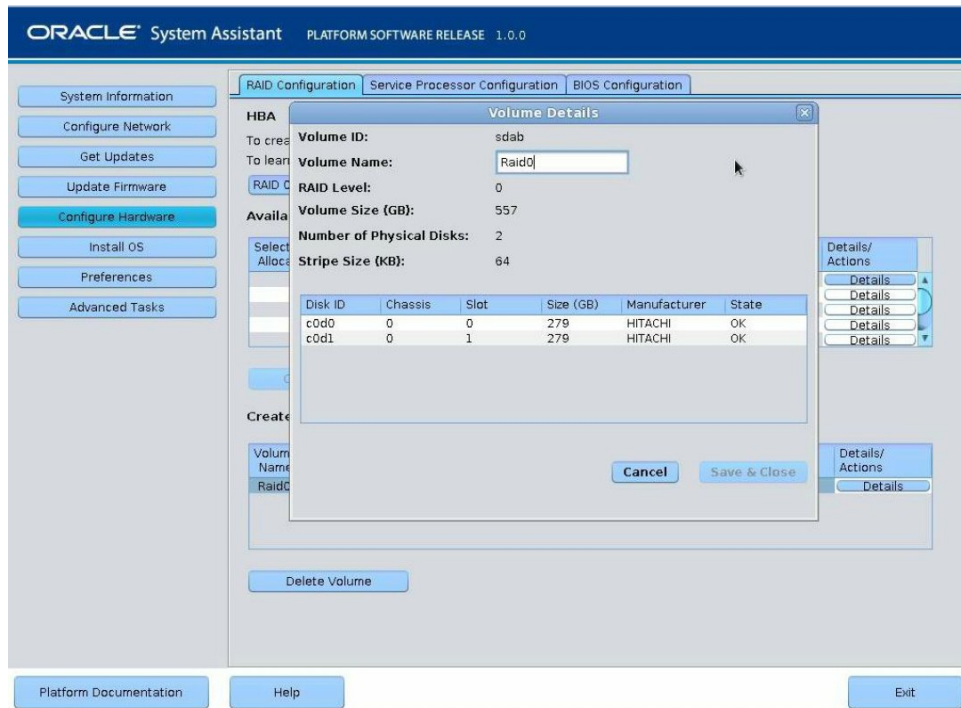 ORACLE System Assistant PLATFORM SOFTWARE RELEASE 1.0.0
System Information
Configure Network
Get Updates
Update Firmware
Configure Hardware
Install OS
Preferences
Advanced Tasks
RAID Configuration Service Processor Configuration BIOS Configuration
HBA
To crea
To lear
RAID C
Availa
Select
Alloca
Details/
Actions
Details
Details
Details
Details
Details
Create
Volum
Name
Raid0
Details/
Actions
Details
Volume Details
Volume ID: sdab
Volume Name: Raid0
RAID Level: 0
Volume Size (GB): 557
Number of Physical Disks: 2
Stripe Size (KB): 64
Disk ID Chassis Slot Size (GB) Manufacturer State
c0d0 0 0 279 HITACHI OK
c0d1 0 1 279 HITACHI OK
Cancel Save & Close
Delete Volume
Platform Documentation Help Exit